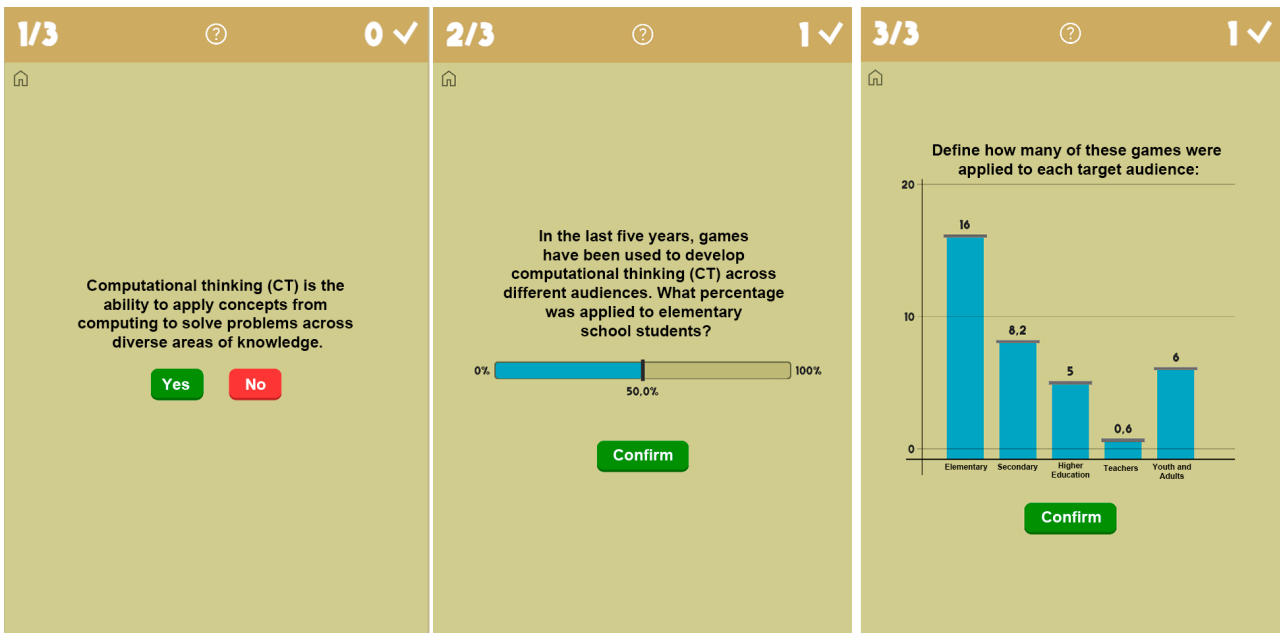 1/3
?
0
Computational thinking (CT) is the
ability to apply concepts from
computing to solve problems across
diverse areas of knowledge.
Yes
No
2/3
?
1
In the last five years, games
have been used to develop
computational thinking (CT) across
different audiences. What percentage
was applied to elementary
school students?
0%
100%
50,0%
Confirm
3/3
?
1
Define how many of these games were
applied to each target audience:
20
16
10
8,2
5
6
0,6
0
Elementary
Secondary
Higher
Education
Teachers
Youth and
Adults
Confirm